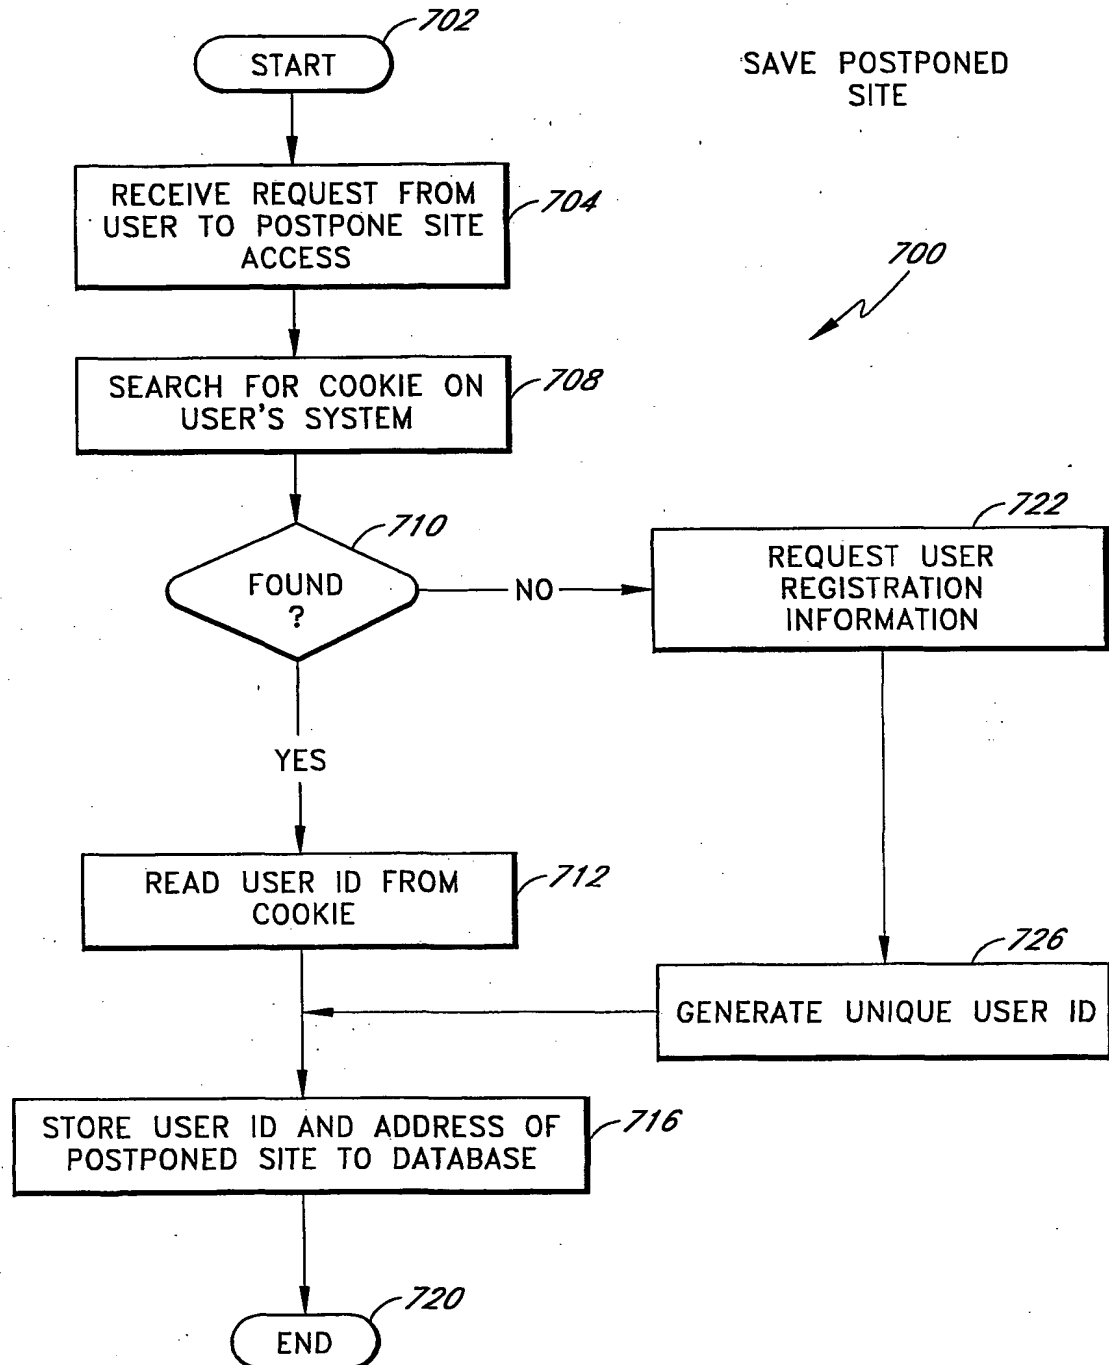 702
START
SAVE POSTPONED
SITE
RECEIVE REQUEST FROM
USER TO POSTPONE SITE
ACCESS
704
700
SEARCH FOR COOKIE ON
USER'S SYSTEM
708
710
FOUND
?
NO
722
REQUEST USER
REGISTRATION
INFORMATION
YES
READ USER ID FROM
COOKIE
712
726
GENERATE UNIQUE USER ID
STORE USER ID AND ADDRESS OF
POSTPONED SITE TO DATABASE
716
720
END